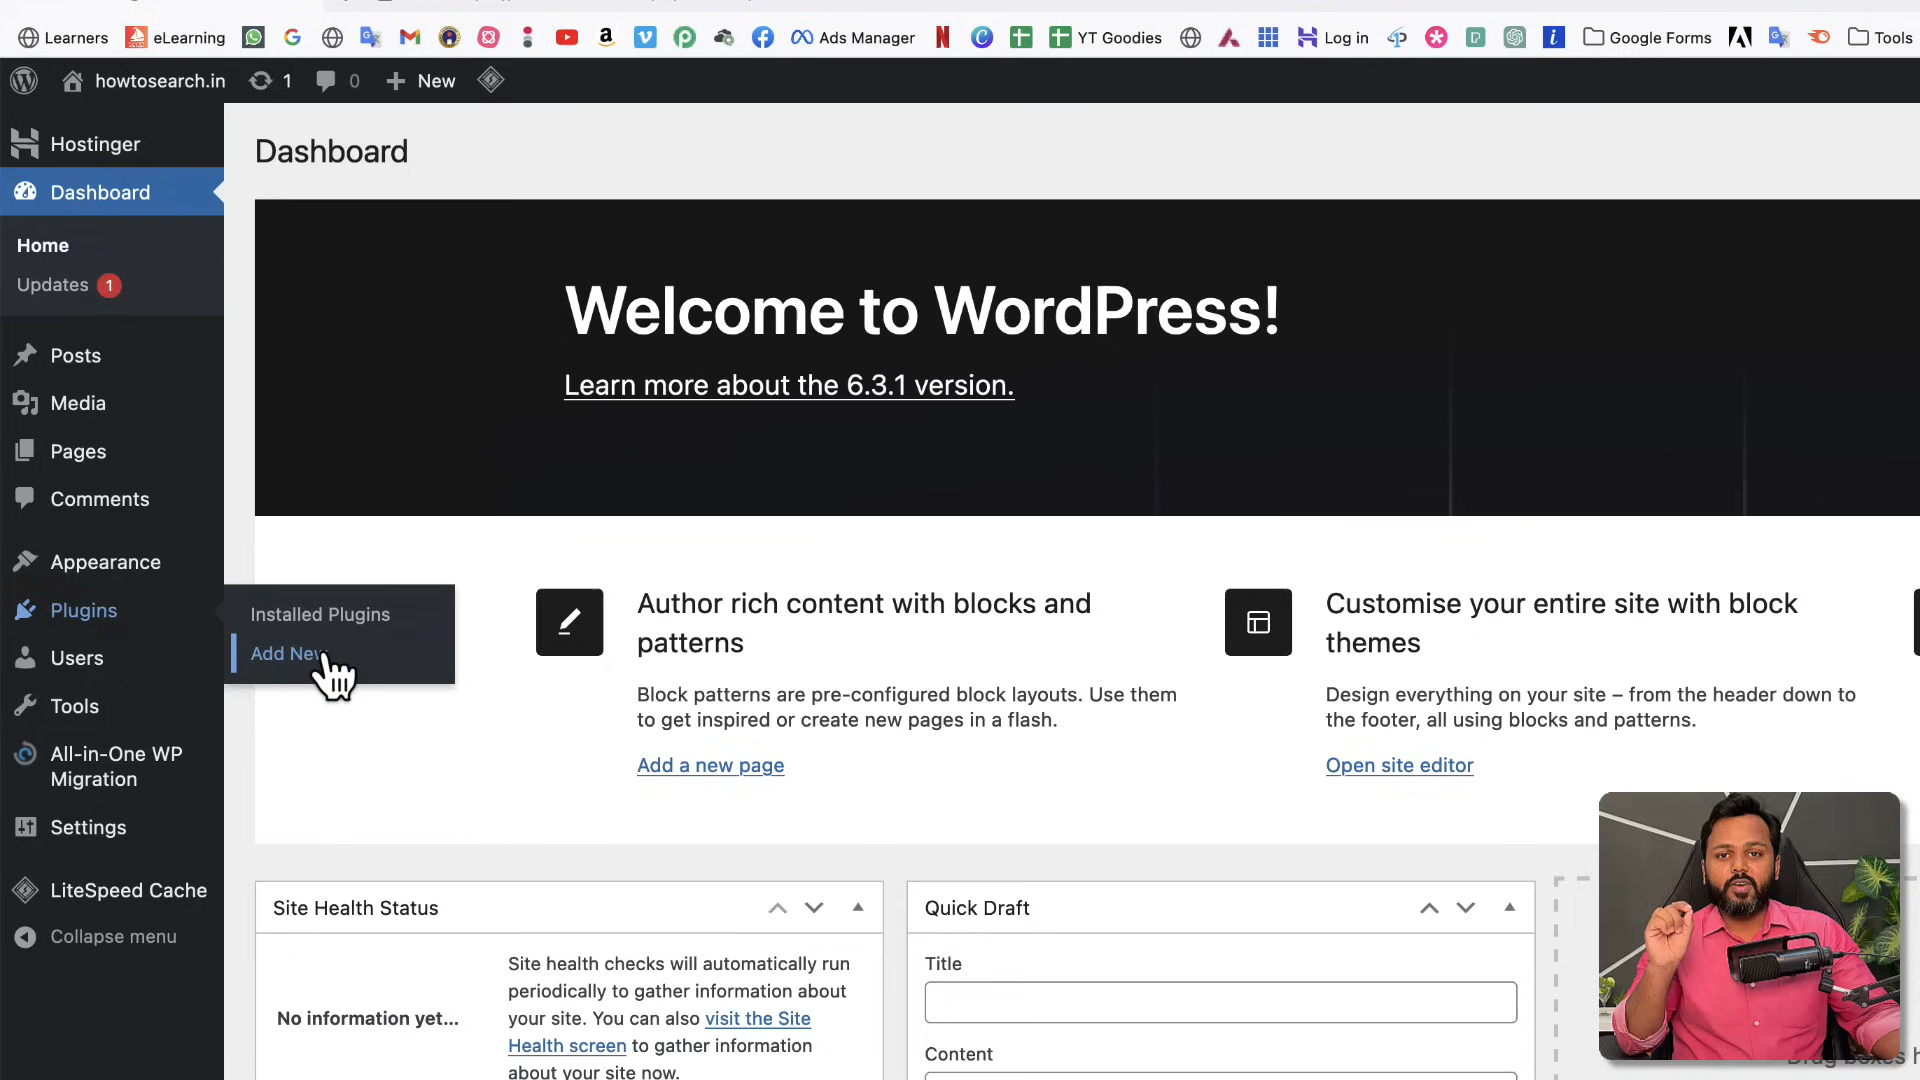 Learners
eLearning
Ads Manager
YT Goodies
Log in
Google Forms
Tools
howtosearch.in
1
0
New
Hostinger
Dashboard
Home
Updates 1
Posts
Media
Pages
Comments
Appearance
Plugins
Installed Plugins
Add New
Users
Tools
All-in-One WP
Migration
Settings
LiteSpeed Cache
Collapse menu
Dashboard
Welcome to WordPress!
Learn more about the 6.3.1 version.
Author rich content with blocks and
patterns
Block patterns are pre-configured block layouts. Use them
to get inspired or create new pages in a flash.
Add a new page
Customise your entire site with block
themes
Design everything on your site – from the header down to
the footer, all using blocks and patterns.
Open site editor
Site Health Status
No information yet...
Site health checks will automatically run
periodically to gather information about
your site. You can also visit the Site
Health screen to gather information
about your site now.
Quick Draft
Title
Content